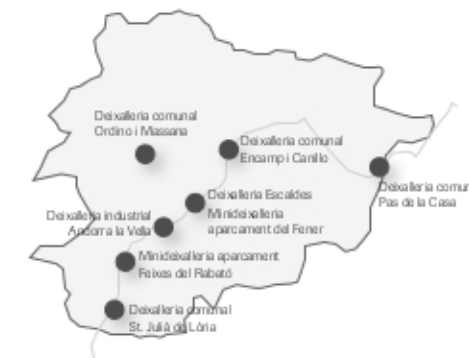 Deixalleria comunal
Ordino i Massana
Deixalleria comunal
Encamp i Canillo
Deixalleria comun
Pas de la Casa
Deixalleria Escaldes
Minideixalleria
aparcament del Fener
Deixalleria industrial
Andorra la Vella
Minideixalleria aparcament
Feixes del Rabató
Deixalleria comunal
St. Julià de Lòria